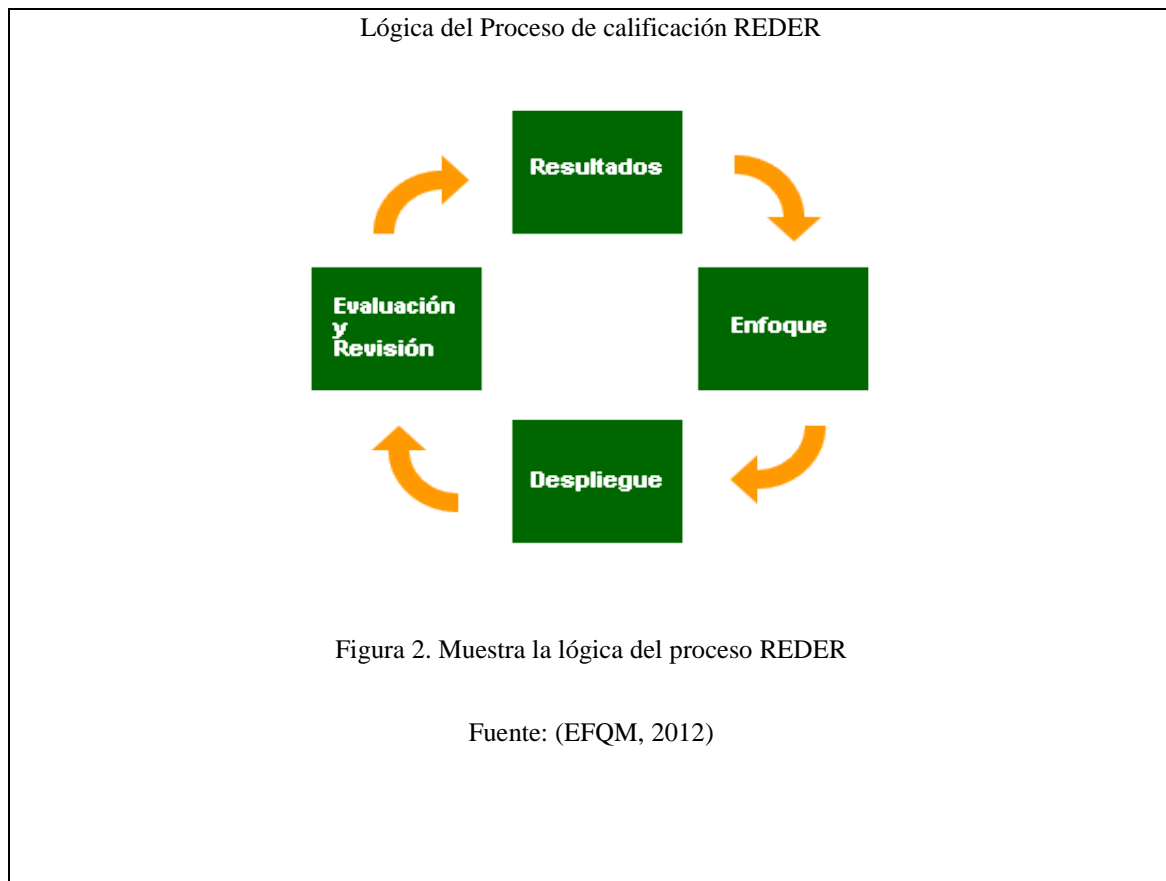 Lógica del Proceso de calificación REDER
Resultados
Evaluación
y
Revisión
Enfoque
Despliegue
Figura 2. Muestra la lógica del proceso REDER
Fuente: (EFQM, 2012)